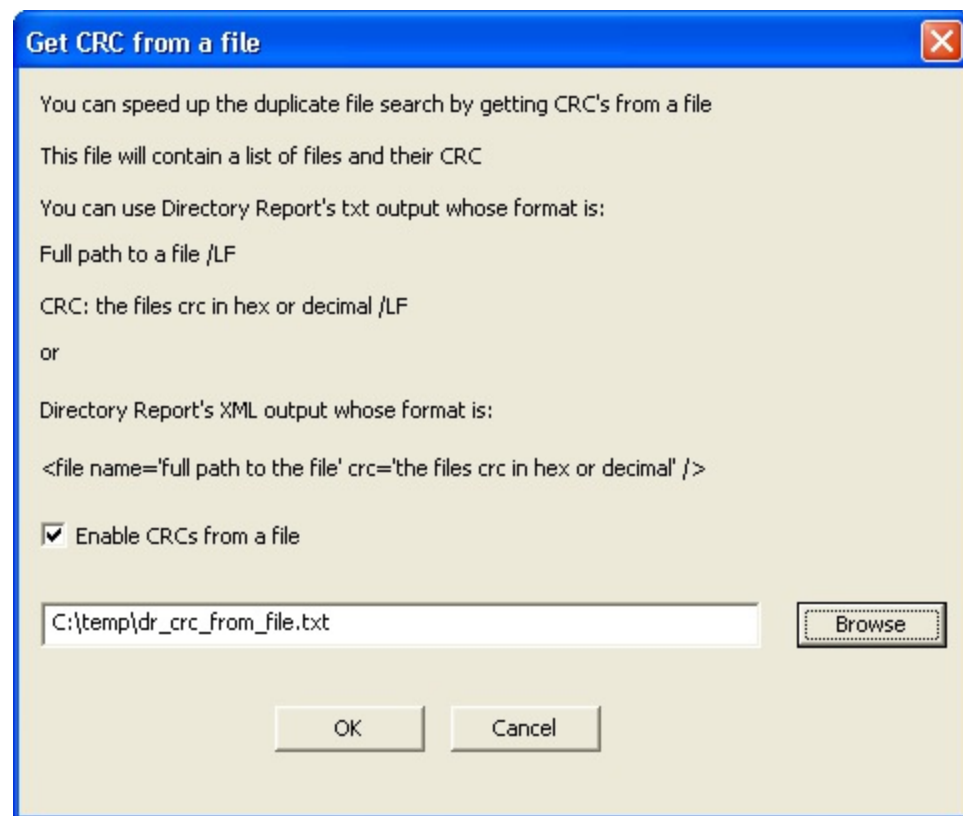 Get CRC from a file
You can speed up the duplicate file search by getting CRC's from a file
This file will contain a list of files and their CRC
You can use Directory Report's txt output whose format is:
Full path to a file /LF
CRC: the files crc in hex or decimal /LF
or
Directory Report's XML output whose format is:
<file name='full path to the file' crc='the files crc in hex or decimal' />
Enable CRCs from a file
C:\temp\dr_crc_from_file.txt
Browse
OK
Cancel